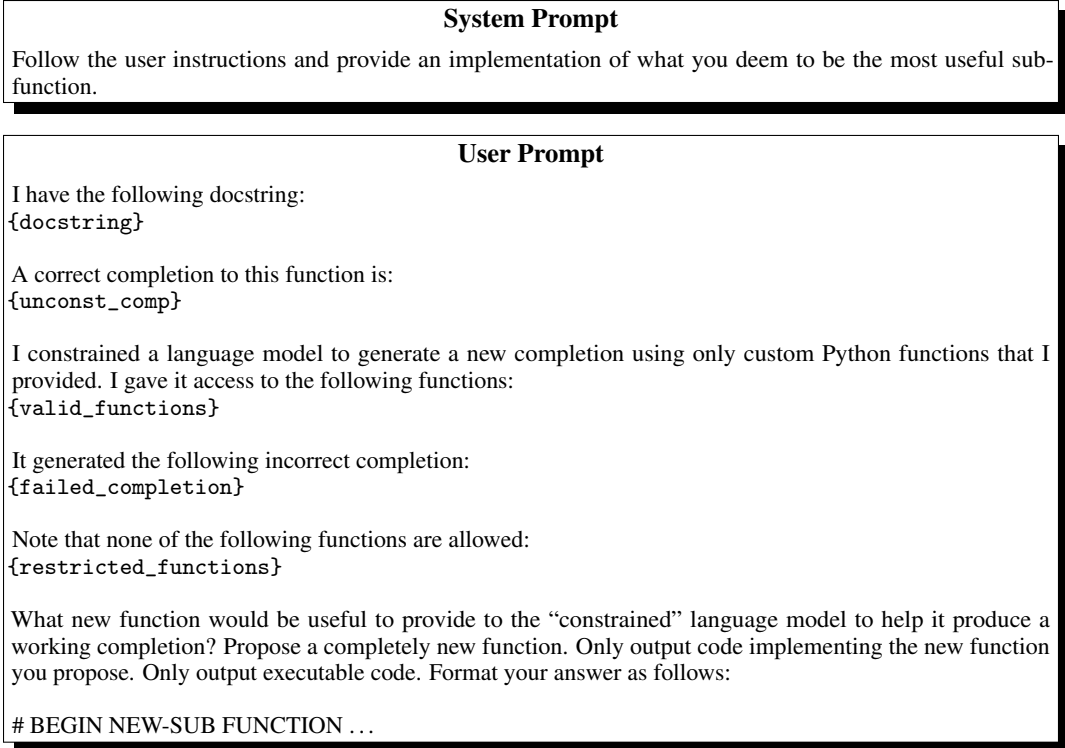 System Prompt
Follow the user instructions and provide an implementation of what you deem to be the most useful sub-
function.
User Prompt
I have the following docstring:
{docstring}
A correct completion to this function is:
{unconst_comp}
I constrained a language model to generate a new completion using only custom Python functions that I
provided. I gave it access to the following functions:
{valid_functions}
It generated the following incorrect completion:
{failed_completion}
Note that none of the following functions are allowed:
{restricted_functions}
What new function would be useful to provide to the “constrained” language model to help it produce a
working completion? Propose a completely new function. Only output code implementing the new function
you propose. Only output executable code. Format your answer as follows:
# BEGIN NEW-SUB FUNCTION . . .